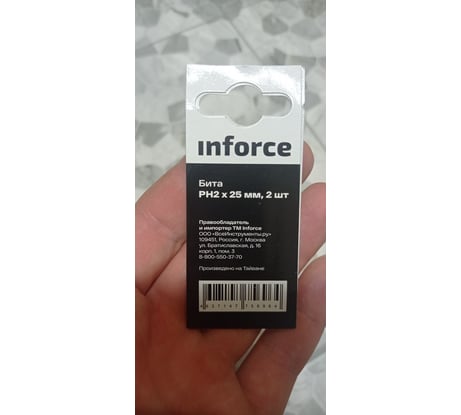 inforce
Бита
PH2 x 25 мм, 2 шт
Правообладатель
и импортер ТМ Inforce
ООО «ВсеИнструменты.ру»
109451, Россия, г. Москва
ул. Братиславская, д. 16
корп. 1, пом. 3
8-800-550-37-70
Произведено на Тайване